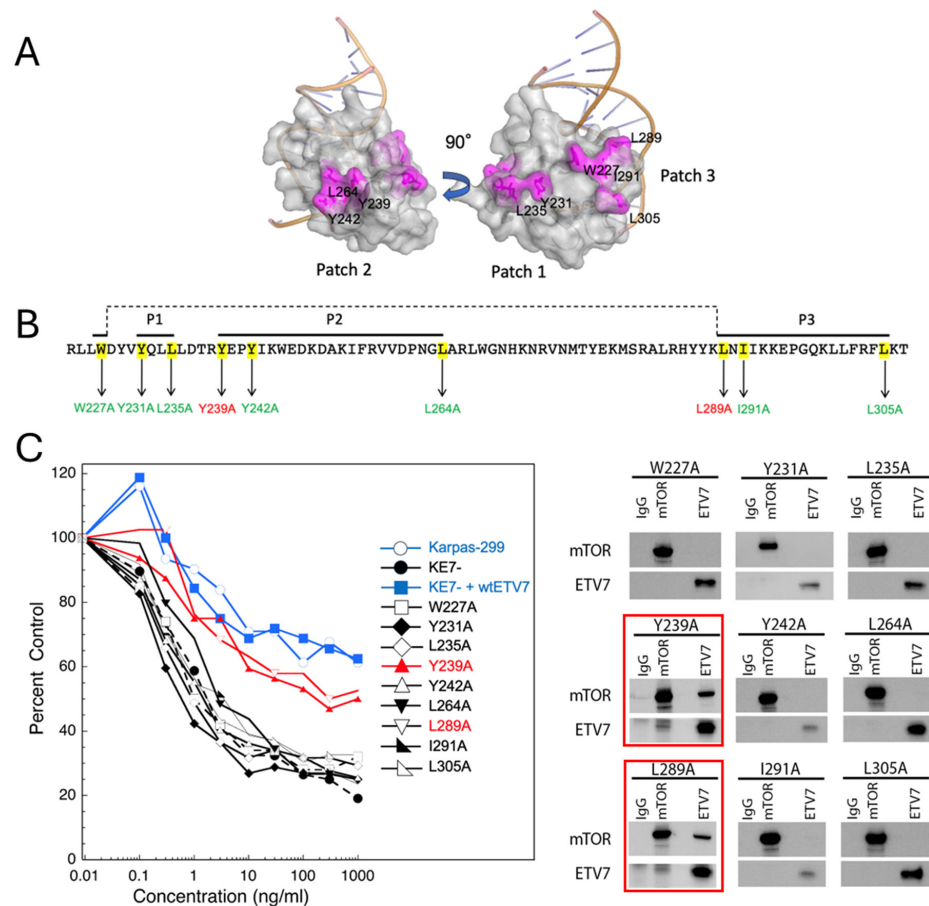 A
90°
L264
Y239
Y242
Patch 2
L289
W227
I291
Patch 3
Y231
L235
L305
Patch 1
B
P1 P2 P3
RLLWDYVYQLLLDTRYEPYIKWEDKDAKIFRVVDPNGLARLWGNHKNRVNMTYEKMSRALRHYYKLNIIKKEPGQKLLFRFLKT
W227A Y231A L235A Y239A Y242A L264A L289A I291A L305A
C
120
100
80
60
40
20
0
Percent Control
0.01 0.1 1 10 100 1000
Concentration (ng/ml)
Karpas-299
KE7-
KE7- + wtETV7
W227A
Y231A
L235A
Y239A
Y242A
L264A
L289A
I291A
L305A
W227A Y231A L235A
IgG mTOR ETV7 IgG mTOR ETV7 IgG mTOR ETV7
mTOR
ETV7
Y239A Y242A L264A
IgG mTOR ETV7 IgG mTOR ETV7 IgG mTOR ETV7
mTOR
ETV7
L289A I291A L305A
IgG mTOR ETV7 IgG mTOR ETV7 IgG mTOR ETV7
mTOR
ETV7